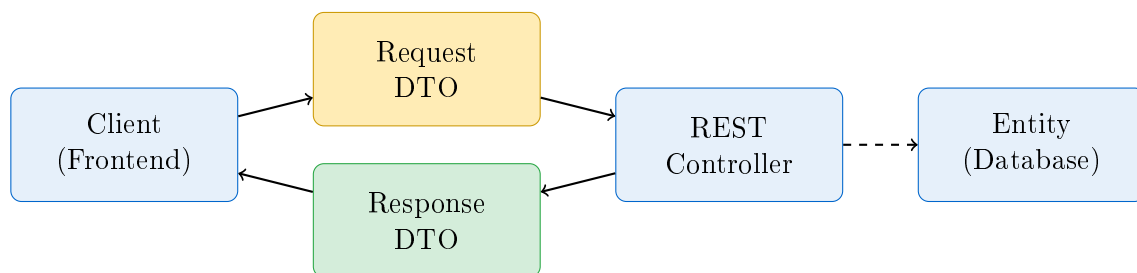 Client
(Frontend)
Request
DTO
Response
DTO
REST
Controller
Entity
(Database)